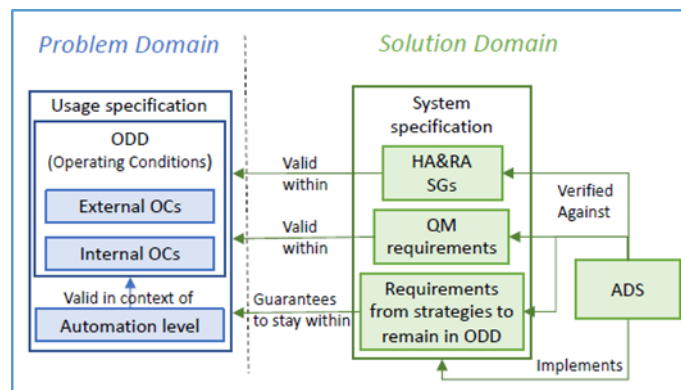 Problem Domain
Solution Domain
Usage specification
ODD
(Operating Conditions)
External OCs
Internal OCs
Valid in context of
Automation level
Valid
within
Valid
within
Guarantees
to stay within
System
specification
HA&RA
SGs
QM
requirements
Requirements
from strategies to
remain in ODD
Verified
Against
ADS
Implements